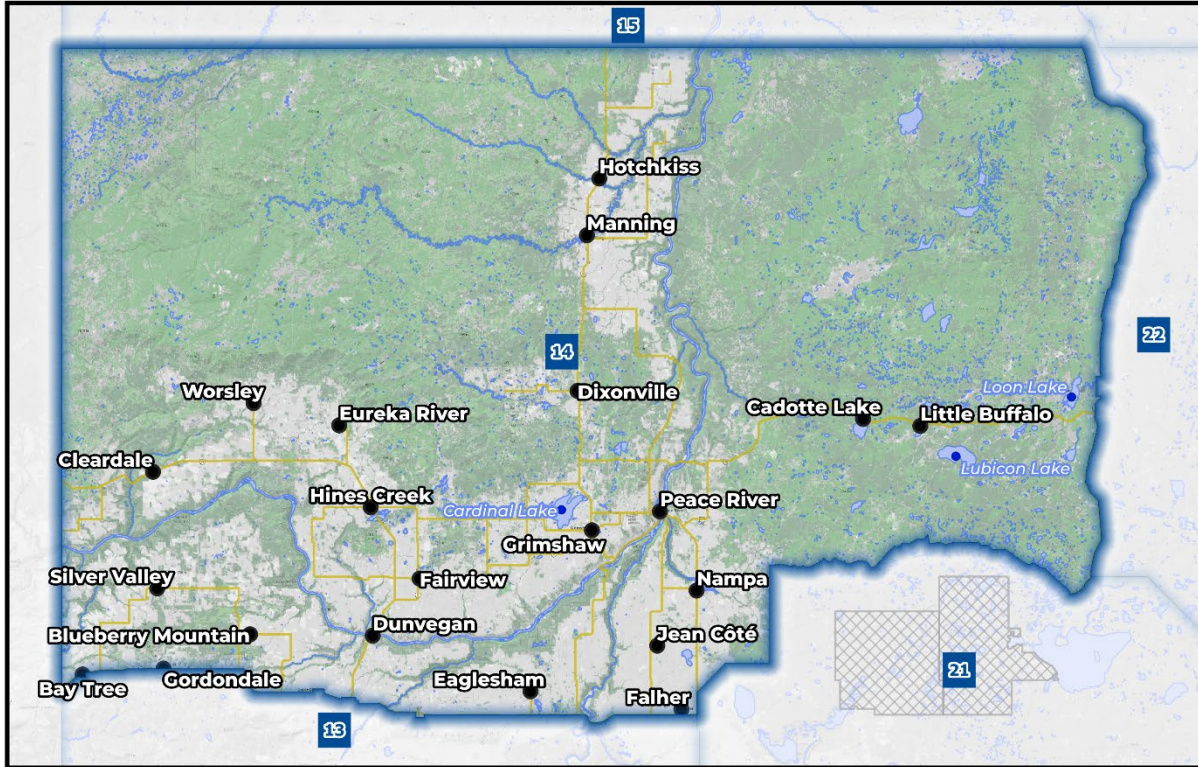 15
Hotchkiss
Manning
22
14
Loon Lake
Worsley
Dixonville
Eureka River
Cadotte Lake
Little Buffalo
Cleardale
Lubicon Lake
Hines Creek
Cardinal Lake
Peace River
Grimshaw
Silver Valley
Fairview
Nampa
Blueberry Mountain
Dunvegan
Jean Côté
21
Bay Tree
Gordondale
Eaglesham
Falher
13